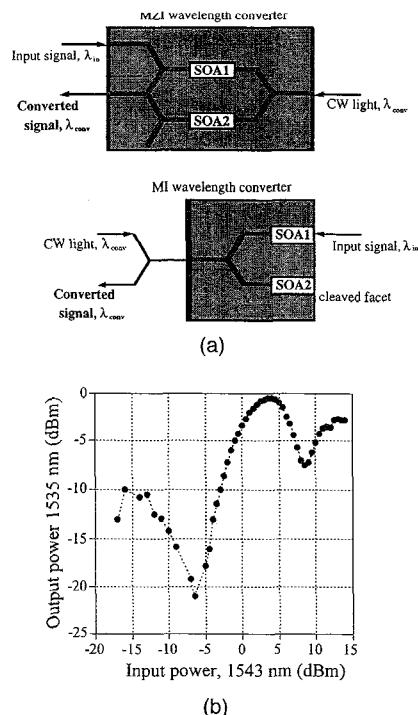 MZI wavelength converter
Input signal, λin
SOA1
Converted
signal, λconv
SOA2
CW light, λconv
MI wavelength converter
CW light, λconv
SOA1
Input signal, λin
Converted
signal, λconv
SOA2
cleaved facet
(a)
Output power 1535 nm (dBm)
0
-5
-10
-15
-20
-25
-20 -15 -10 -5 0 5 10 15
Input power, 1543 nm (dBm)
(b)